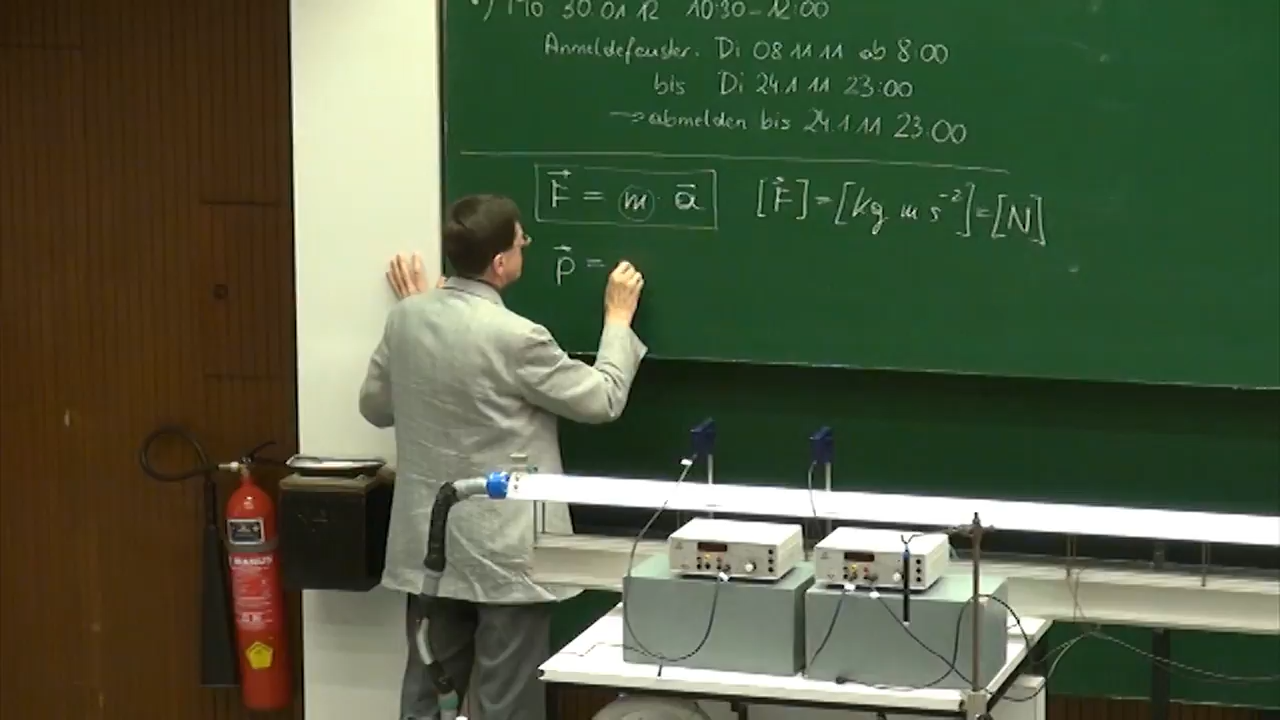 •) Mo 30.01.12 10:30 – 12:00
Anmeldefenster: Di 08.11.11 ab 8:00
bis Di 24.1.11 23:00
→ abmelden bis 24.1.11 23:00
F⃗ = m · a⃗ [F⃗] = [kg m s⁻²] = [N]
p⃗ =